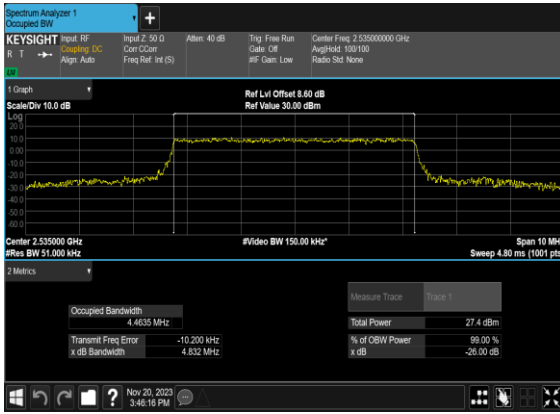 Spectrum Analyzer 1
Occupied BW
+
KEYSIGHT
R T
LW
Input: RF
Coupling: DC
Align: Auto
Input Z: 50 Ω
Corr CCorr
Freq Ref: Int (S)
Atten: 40 dB
Trig: Free Run
Gate: Off
#IF Gain: Low
Center Freq: 2.535000000 GHz
Avg|Hold: 100/100
Radio Std: None
1 Graph
Scale/Div 10.0 dB
Ref Lvl Offset 8.60 dB
Ref Value 30.00 dBm
Log
20.0
10.0
0.00
-10.0
-20.0
-30.0
-40.0
-50.0
-60.0
Center 2.535000 GHz
#Res BW 51.000 kHz
#Video BW 150.00 kHz*
Span 10 MH
Sweep 4.80 ms (1001 pts
2 Metrics
Measure Trace
Trace 1
Occupied Bandwidth
4.4635 MHz
Total Power
27.4 dBm
Transmit Freq Error
-10.200 kHz
% of OBW Power
99.00 %
x dB Bandwidth
4.832 MHz
x dB
-26.00 dB
?
Nov 20, 2023
3:46:16 PM